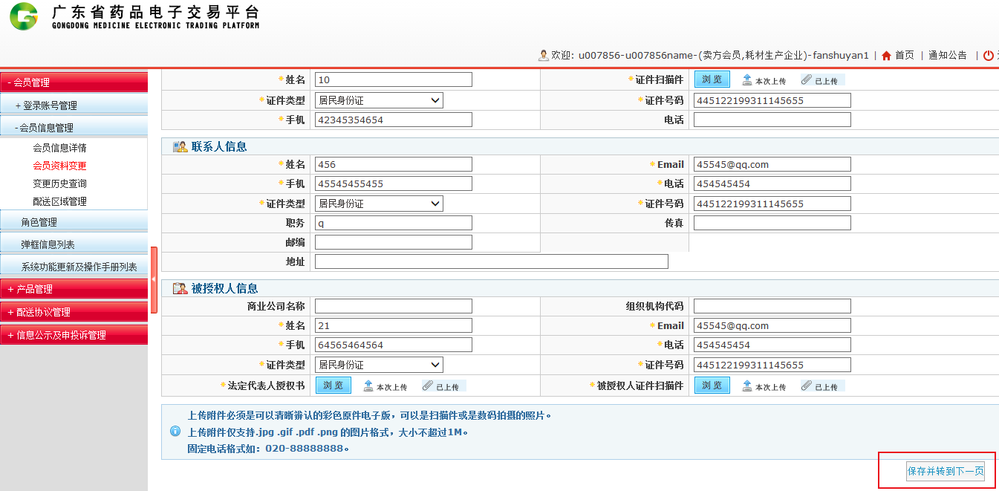 广东省药品电子交易平台
GONGDONG MEDICINE ELECTRONIC TRADING PLATFORM
欢迎: u007856-u007856name-(卖方会员,耗材生产企业)-fanshuyan1 | 首页 | 通知公告 |
- 会员管理
+ 登录账号管理
- 会员信息管理
会员信息详情
会员资料变更
变更历史查询
配送区域管理
角色管理
弹框信息列表
系统功能更新及操作手册列表
+ 产品管理
+ 配送协议管理
+ 信息公示及申投诉管理
*姓名 10 *证件扫描件 浏览 本次上传 已上传
*证件类型 居民身份证 *证件号码 445122199311145655
*手机 42345354654 电话
联系人信息
*姓名 456 *Email 45545@qq.com
*手机 45545455455 *电话 454545454
*证件类型 居民身份证 *证件号码 445122199311145655
职务 q 传真
邮编
地址
被授权人信息
商业公司名称 组织机构代码
*姓名 21 *Email 45545@qq.com
*手机 64565464564 *电话 454545454
*证件类型 居民身份证 *证件号码 445122199311145655
*法定代表人授权书 浏览 本次上传 已上传 *被授权人证件扫描件 浏览 本次上传 已上传
上传附件必须是可以清晰辨认的彩色原件电子版，可以是扫描件或是数码拍摄的照片。
上传附件仅支持.jpg .gif .pdf .png 的图片格式，大小不超过1M。
固定电话格式如：020-88888888。
保存并转到下一页